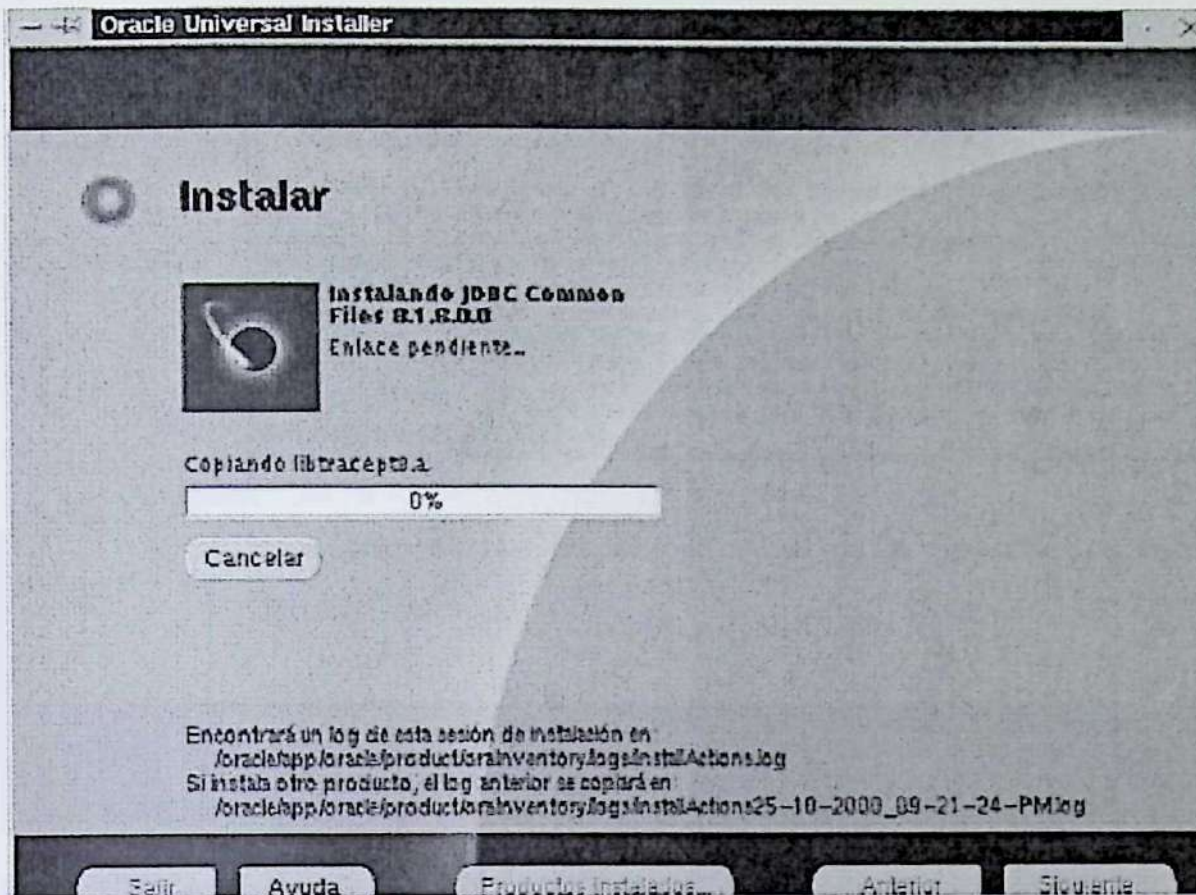 Oracle Universal Installer
Instalar
Instalando JDBC Common
Files 8.1.6.0.0
Enlace pendiente...
Copiando libtracept8.a
0%
Cancelar
Encontrará un log de esta sesión de instalación en:
/oracle/app/oracle/product/oraInventory/logs/installActions.log
Si instala otro producto, el log anterior se copiará en:
/oracle/app/oracle/product/oraInventory/logs/installActions25-10-2000_09-21-24-PM.log
Salir...
Ayuda
Productos instalados...
Anterior
Siguiente